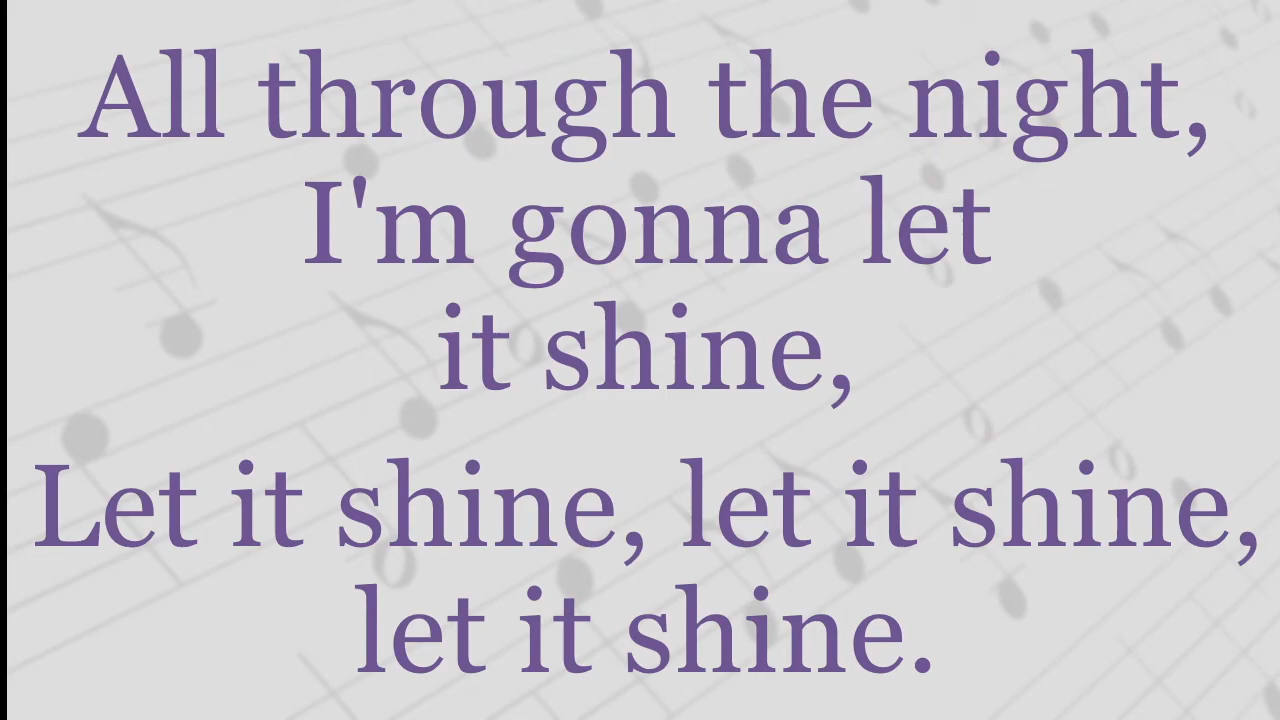 All through the night,
I'm gonna let
it shine,
Let it shine, let it shine,
let it shine.